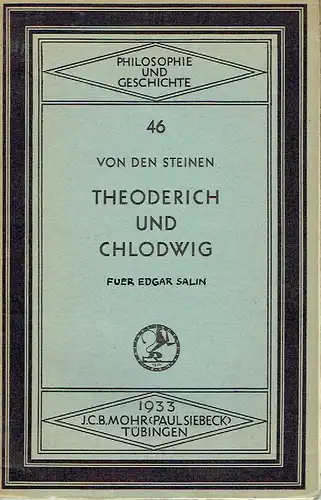 PHILOSOPHIE
UND
GESCHICHTE
46
VON DEN STEINEN
THEODERICH
UND
CHLODWIG
FUER EDGAR SALIN
1933
J.C.B.MOHR<PAUL SIEBECK>
TÜBINGEN